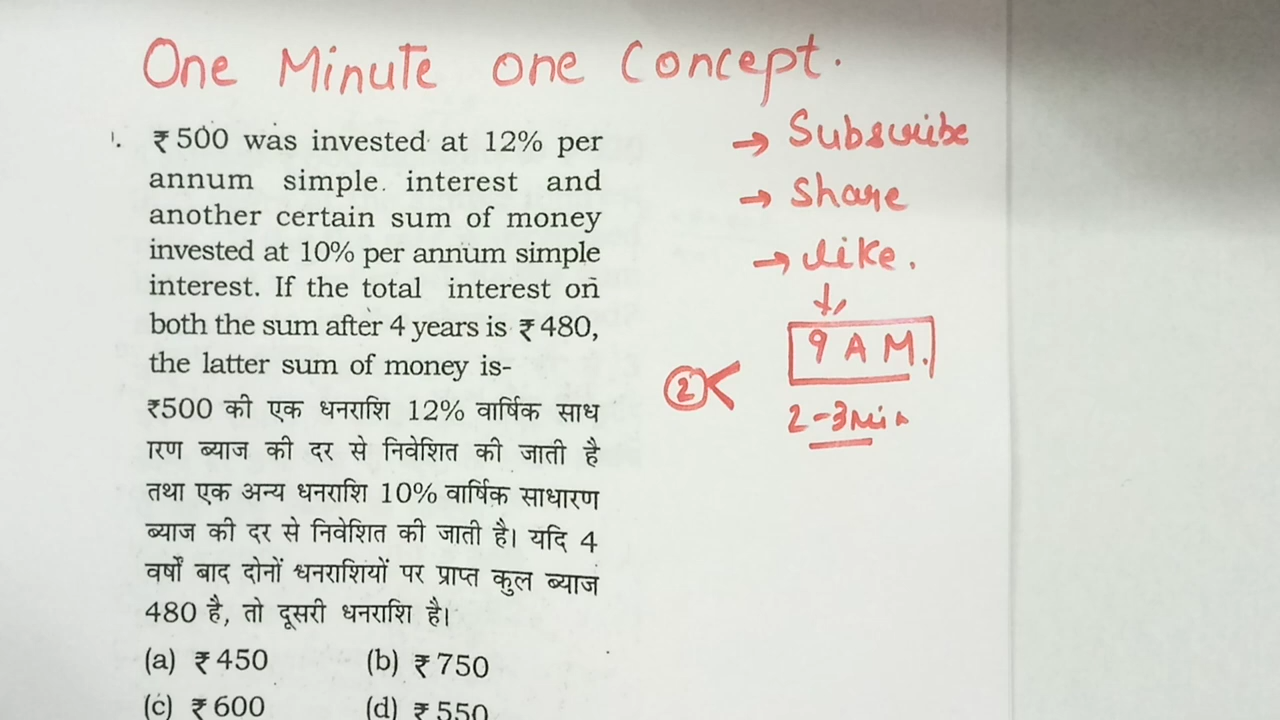 One Minute one Concept.
1. ₹500 was invested at 12% per
annum simple interest and
another certain sum of money
invested at 10% per annum simple
interest. If the total interest on
both the sum after 4 years is ₹480,
the latter sum of money is-
₹500 की एक धनराशि 12% वार्षिक साध
रण ब्याज की दर से निवेशित की जाती है
तथा एक अन्य धनराशि 10% वार्षिक साधारण
ब्याज की दर से निवेशित की जाती है। यदि 4
वर्षों बाद दोनों धनराशियों पर प्राप्त कुल ब्याज
480 है, तो दूसरी धनराशि है।
(a) ₹450 (b) ₹750
(c) ₹600 (d) ₹550
→ Subscribe
→ Share
→ like.
9 AM.
2
2-3 Min